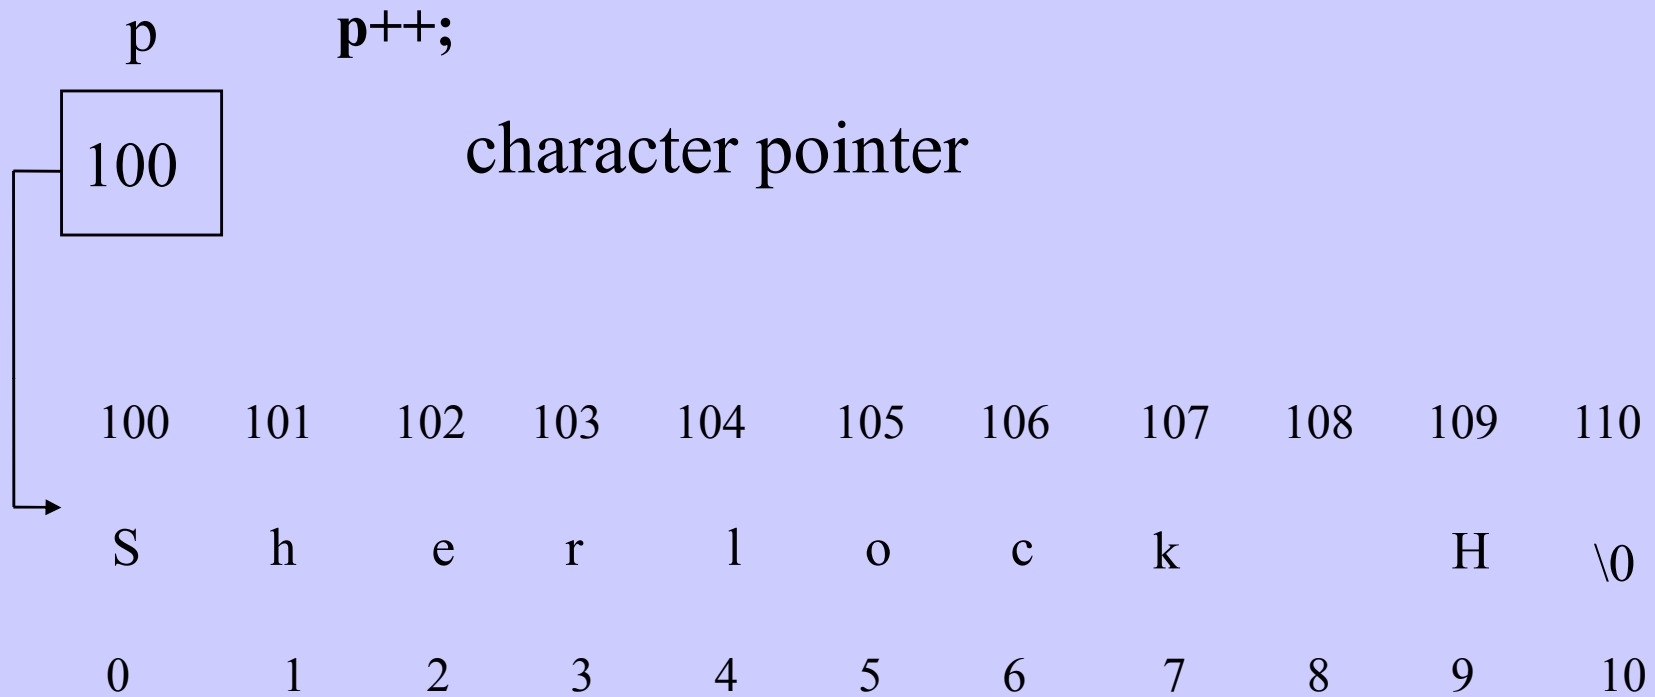 p p++;
100 character pointer
100 101 102 103 104 105 106 107 108 109 110
S h e r l o c k H \0
0 1 2 3 4 5 6 7 8 9 10